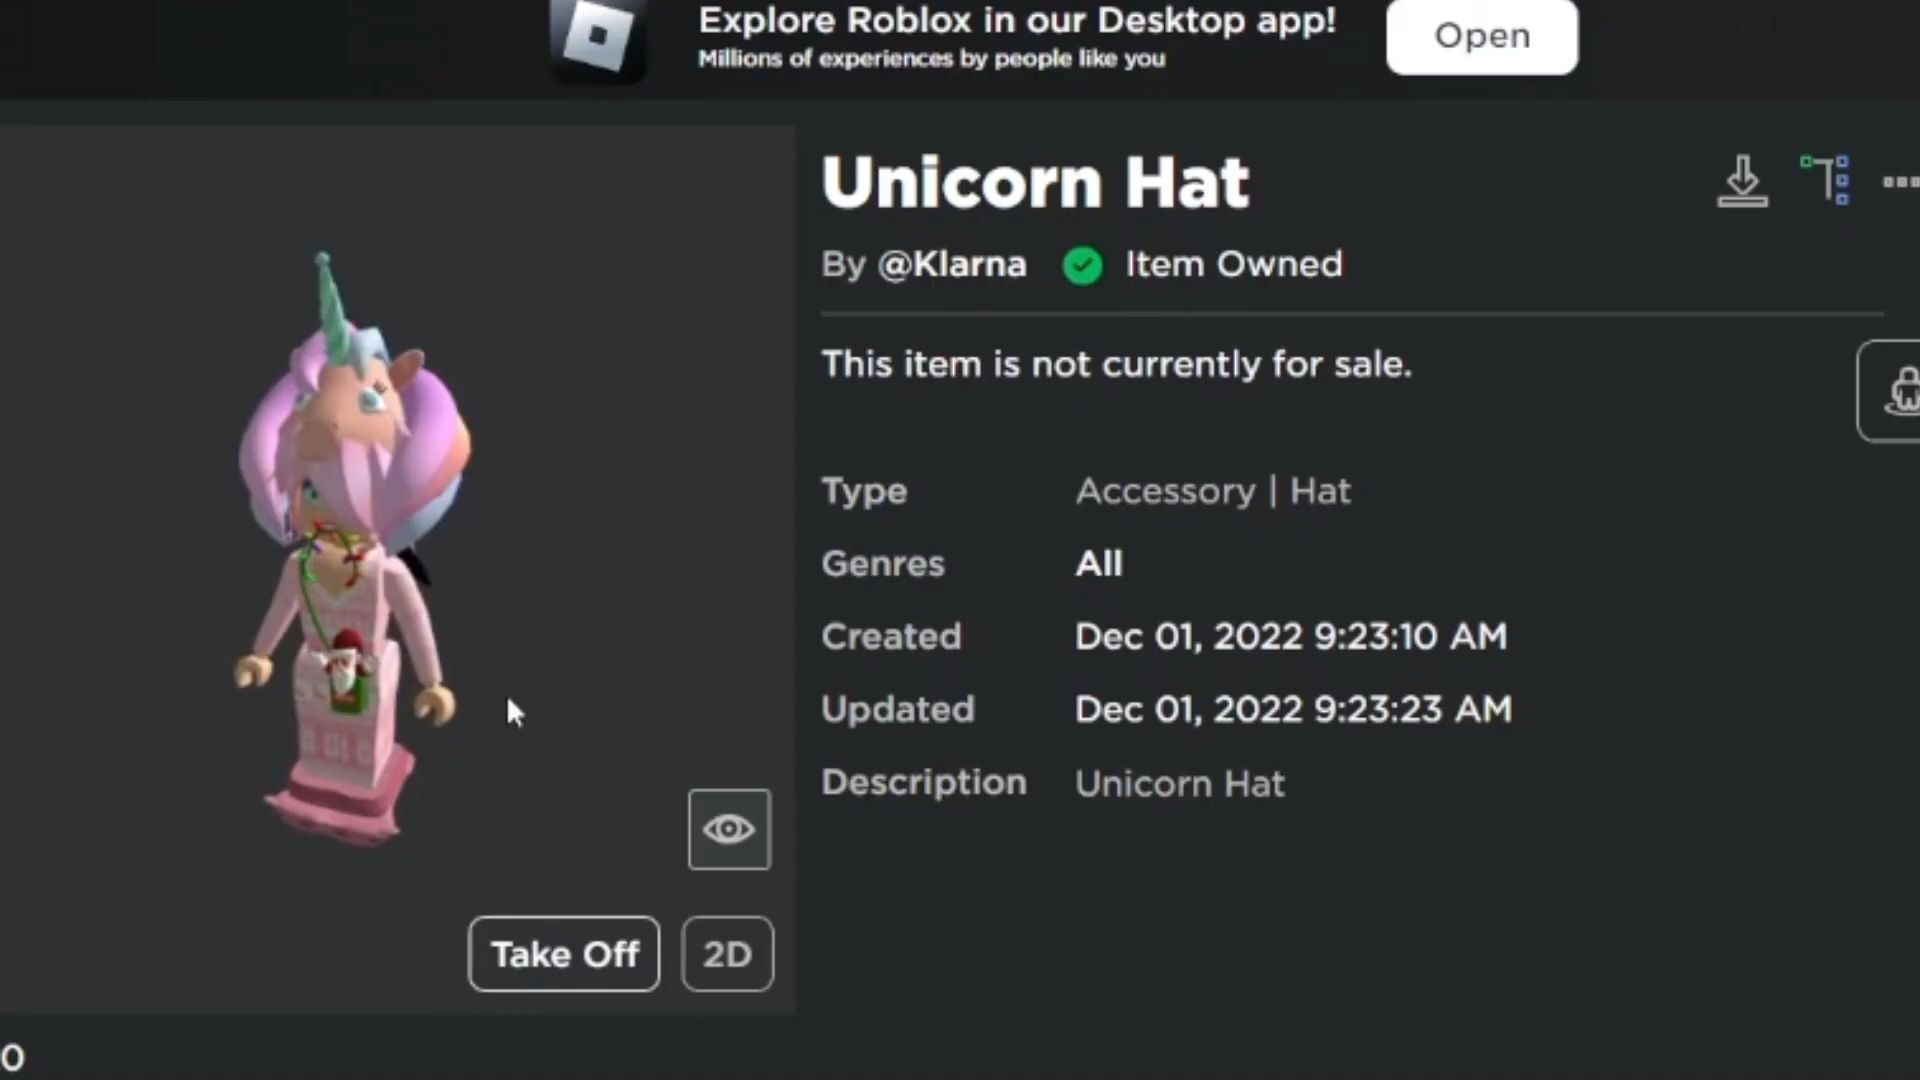 Explore Roblox in our Desktop app!
Millions of experiences by people like you
Open
Unicorn Hat
By @Klarna Item Owned
This item is not currently for sale.
Type Accessory | Hat
Genres All
Created Dec 01, 2022 9:23:10 AM
Updated Dec 01, 2022 9:23:23 AM
Description Unicorn Hat
Take Off
2D
0